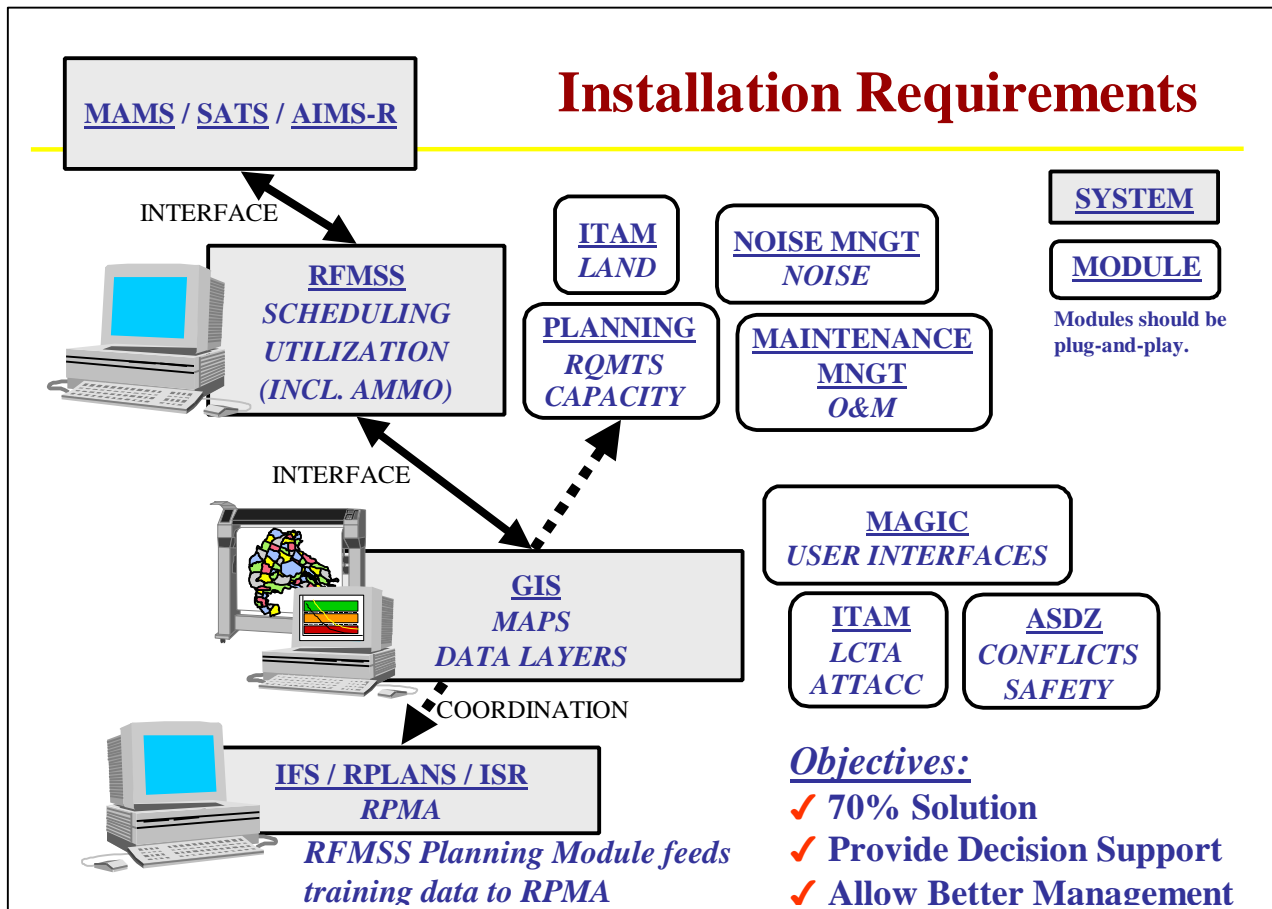 Installation Requirements
MAMS / SATS / AIMS-R
INTERFACE
RFMSS
SCHEDULING
UTILIZATION
(INCL. AMMO)
ITAM
LAND
NOISE MNGT
NOISE
PLANNING
RQMTS
CAPACITY
MAINTENANCE
MNGT
O&M
SYSTEM
MODULE
Modules should be
plug-and-play.
INTERFACE
GIS
MAPS
DATA LAYERS
MAGIC
USER INTERFACES
ITAM
LCTA
ATTACC
ASDZ
CONFLICTS
SAFETY
COORDINATION
IFS / RPLANS / ISR
RPMA
RFMSS Planning Module feeds
training data to RPMA
Objectives:
✓ 70% Solution
✓ Provide Decision Support
✓ Allow Better Management